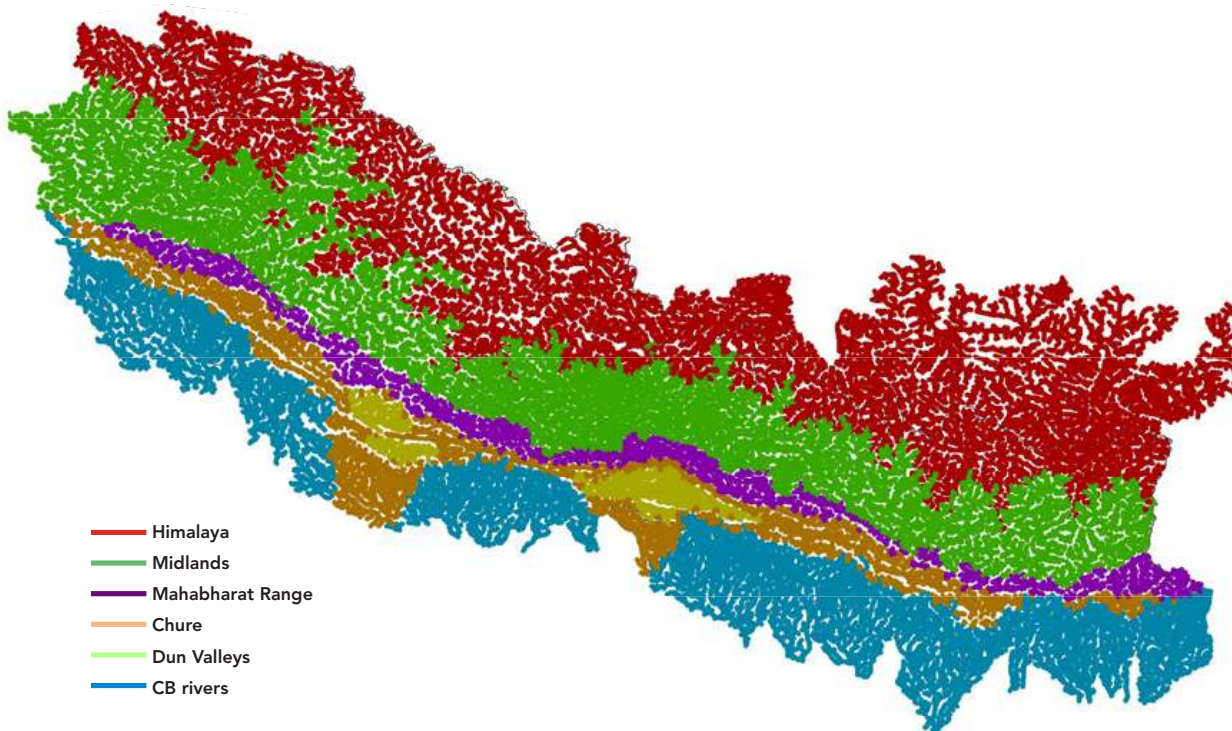 Himalaya
Midlands
Mahabharat Range
Chure
Dun Valleys
CB rivers